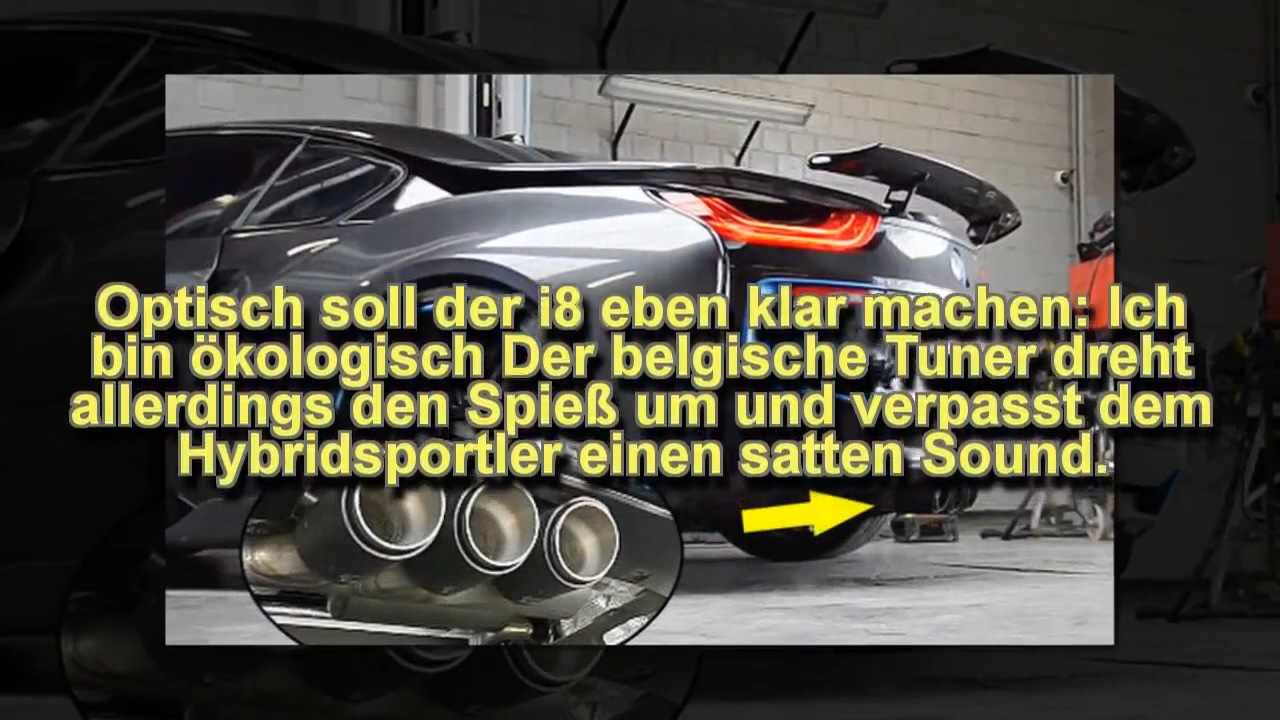 Optisch soll der i8 eben klar machen: Ich
bin ökologisch Der belgische Tuner dreht
allerdings den Spieß um und verpasst dem
Hybridsportler einen satten Sound.